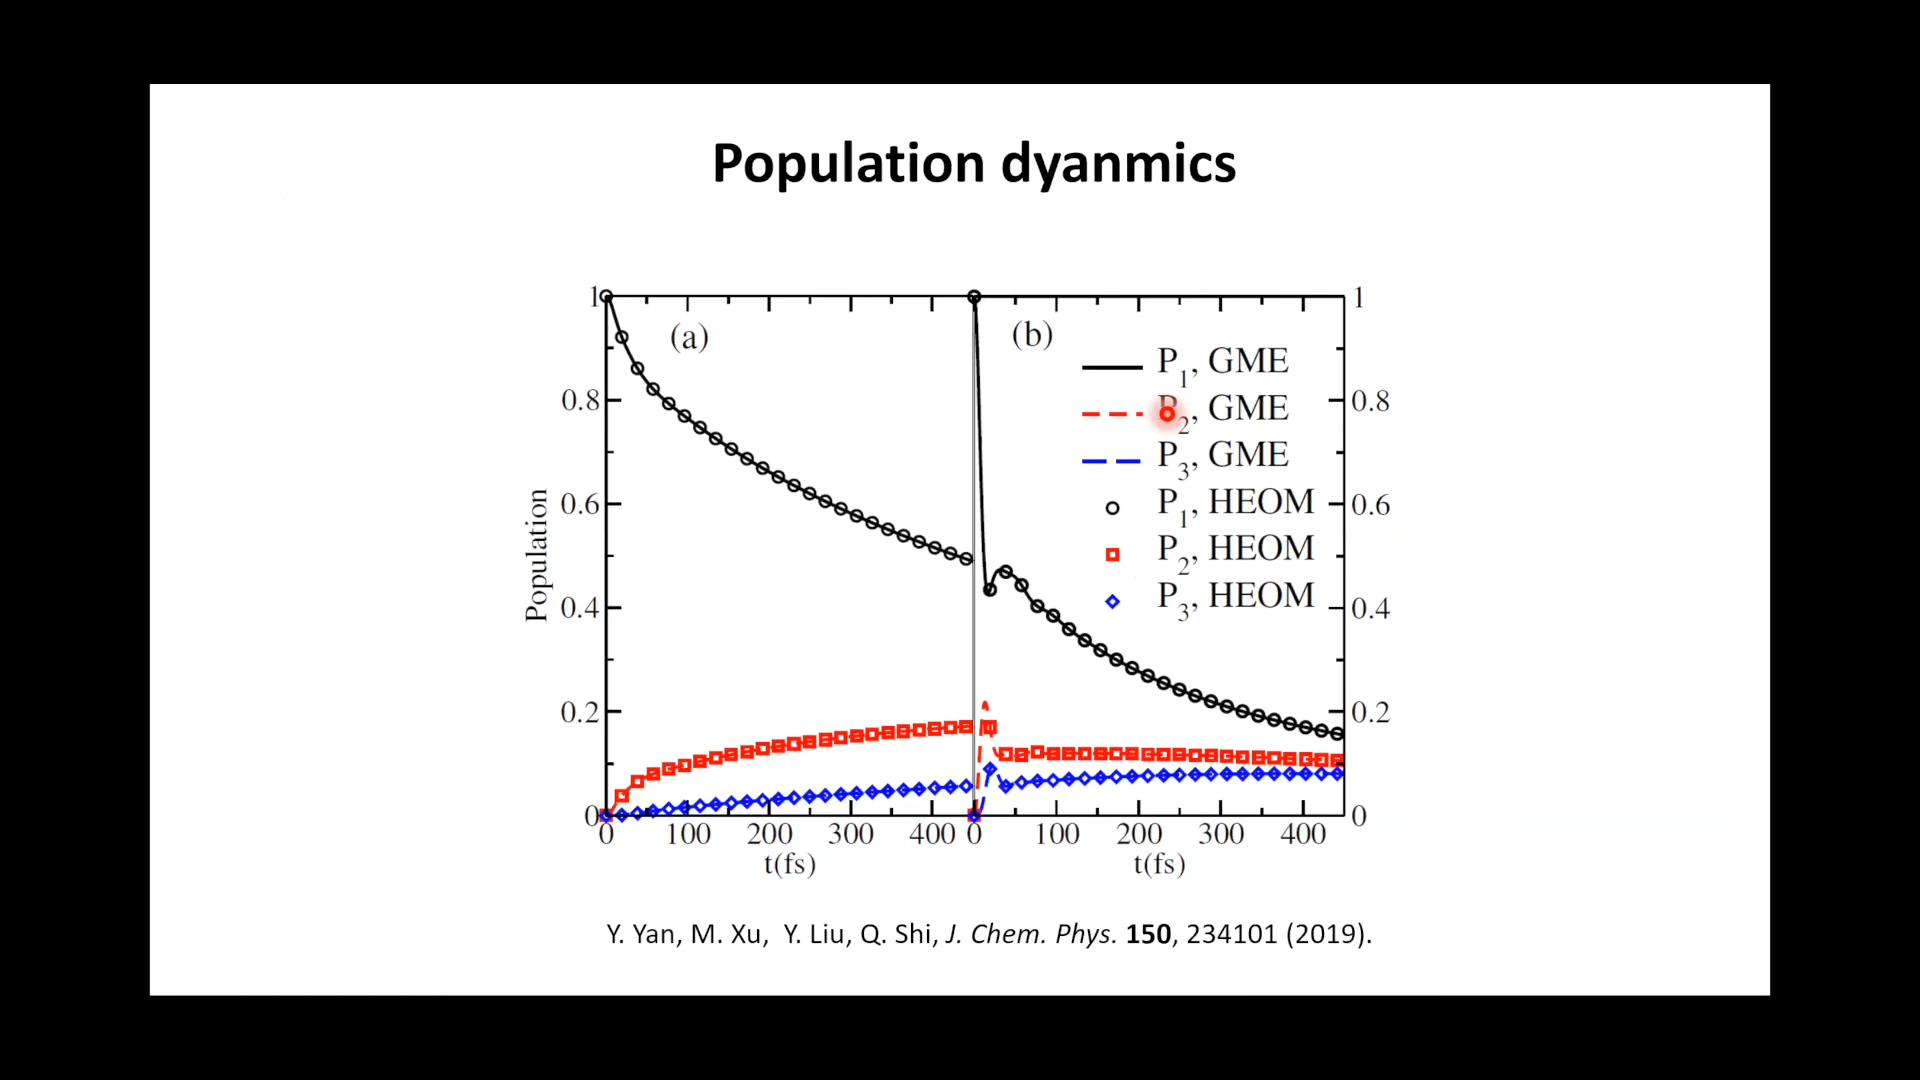 Population dyanmics
1 (a) (b) 1
P1, GME
0.8 P2, GME 0.8
P3, GME
0.6 P1, HEOM 0.6
P2, HEOM
0.4 P3, HEOM 0.4
Population
0.2 0.2
0 0
0 100 200 300 400 0 100 200 300 400
t(fs) t(fs)
Y. Yan, M. Xu, Y. Liu, Q. Shi, J. Chem. Phys. 150, 234101 (2019).